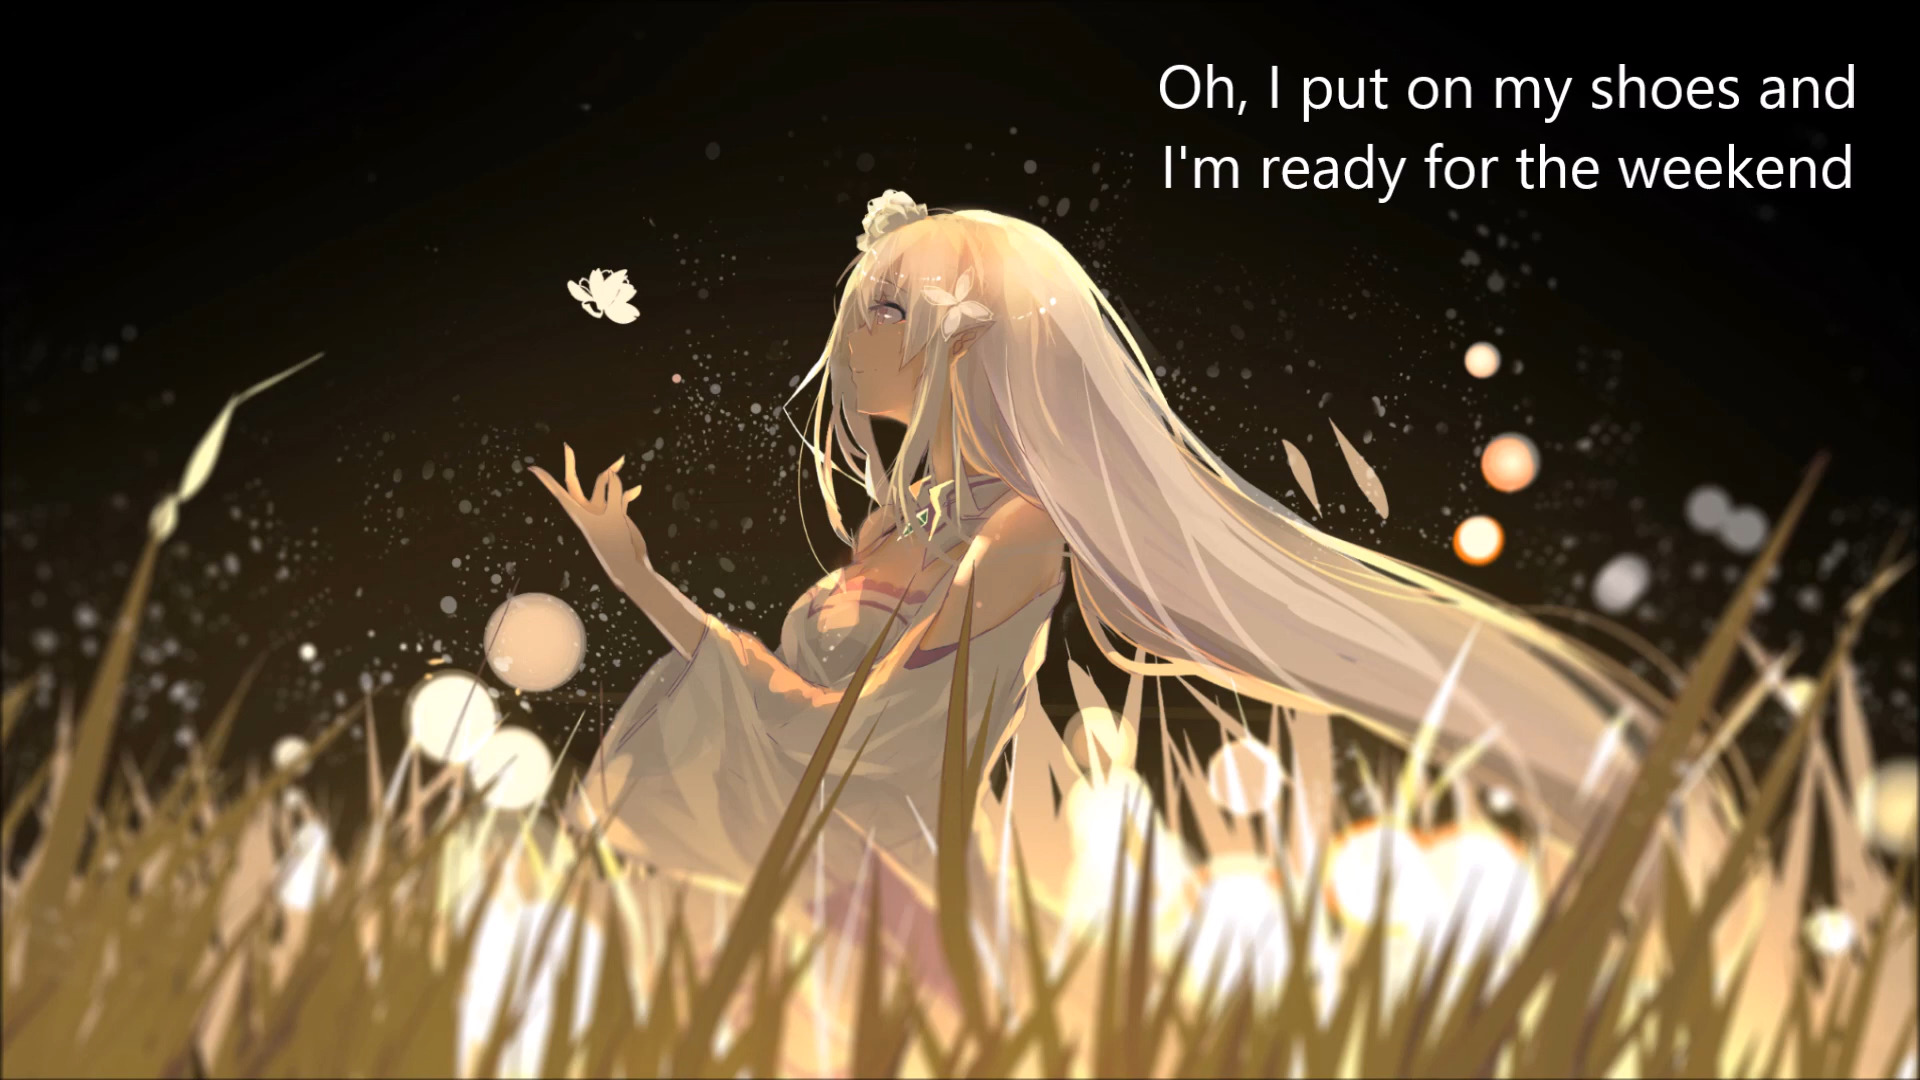 Oh, I put on my shoes and
I'm ready for the weekend